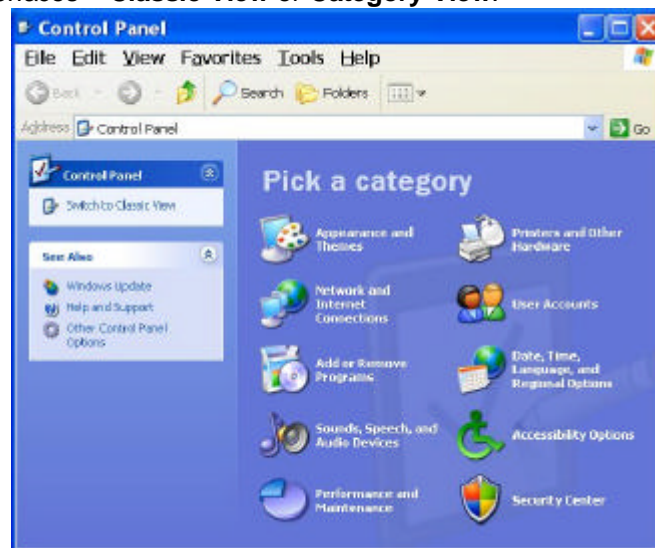 Classic View or Category View.
Control Panel
File Edit View Favorites Tools Help
Back Search Folders
Address Control Panel Go
Control Panel
Switch to Classic View
See Also
Windows Update
Help and Support
Other Control Panel
Options
Pick a category
Appearance and
Themes
Printers and Other
Hardware
Network and
Internet
Connections
User Accounts
Add or Remove
Programs
Date, Time,
Language, and
Regional Options
Sounds, Speech, and
Audio Devices
Accessibility Options
Performance and
Maintenance
Security Center